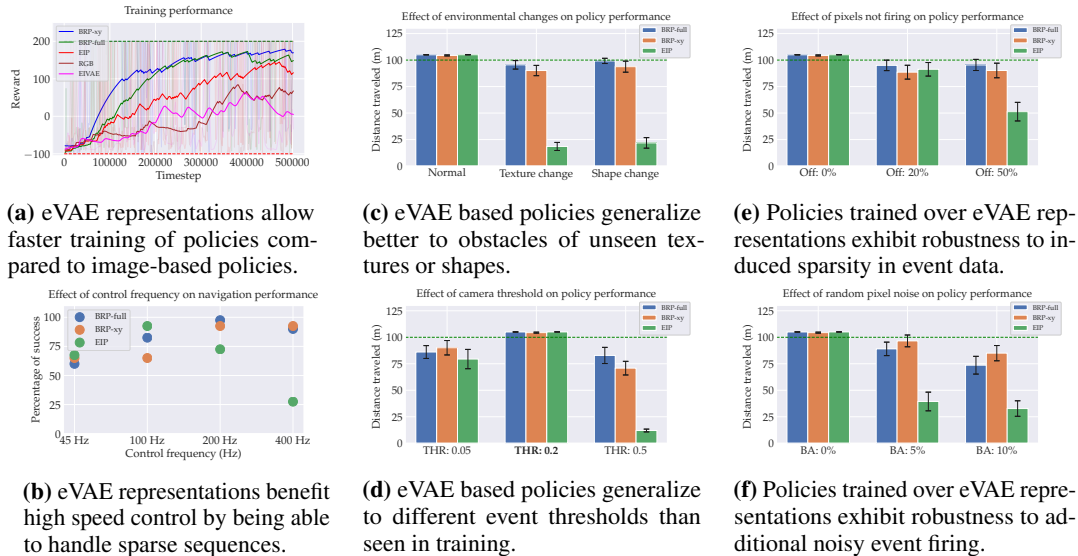 Training performance
BRP-xy
BRP-full
EIP
RGB
EIVAE
200
100
0
−100
Reward
0 100000 200000 300000 400000 500000
Timestep
(a) eVAE representations allow
faster training of policies com-
pared to image-based policies.
Effect of control frequency on navigation performance
BRP-full
BRP-xy
EIP
100
75
50
25
Percentage of success
45 Hz 100 Hz 200 Hz 400 Hz
Control frequency (Hz)
(b) eVAE representations benefit
high speed control by being able
to handle sparse sequences.
Effect of environmental changes on policy performance
BRP-full
BRP-xy
EIP
125
100
75
50
25
0
Distance traveled (m)
Normal Texture change Shape change
(c) eVAE based policies generalize
better to obstacles of unseen tex-
tures or shapes.
Effect of camera threshold on policy performance
BRP-full
BRP-xy
EIP
125
100
75
50
25
0
Distance traveled (m)
THR: 0.05 THR: 0.2 THR: 0.5
(d) eVAE based policies generalize
to different event thresholds than
seen in training.
Effect of pixels not firing on policy performance
BRP-full
BRP-xy
EIP
125
100
75
50
25
0
Distance traveled (m)
Off: 0% Off: 20% Off: 50%
(e) Policies trained over eVAE rep-
resentations exhibit robustness to in-
duced sparsity in event data.
Effect of random pixel noise on policy performance
BRP-full
BRP-xy
EIP
125
100
75
50
25
0
Distance traveled (m)
BA: 0% BA: 5% BA: 10%
(f) Policies trained over eVAE repre-
sentations exhibit robustness to ad-
ditional noisy event firing.